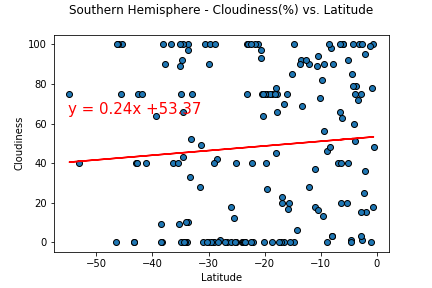 Southern Hemisphere - Cloudiness(%) vs. Latitude
100
80
y = 0.24x +53.37
60
Cloudiness
40
20
0
−50 −40 −30 −20 −10 0
Latitude